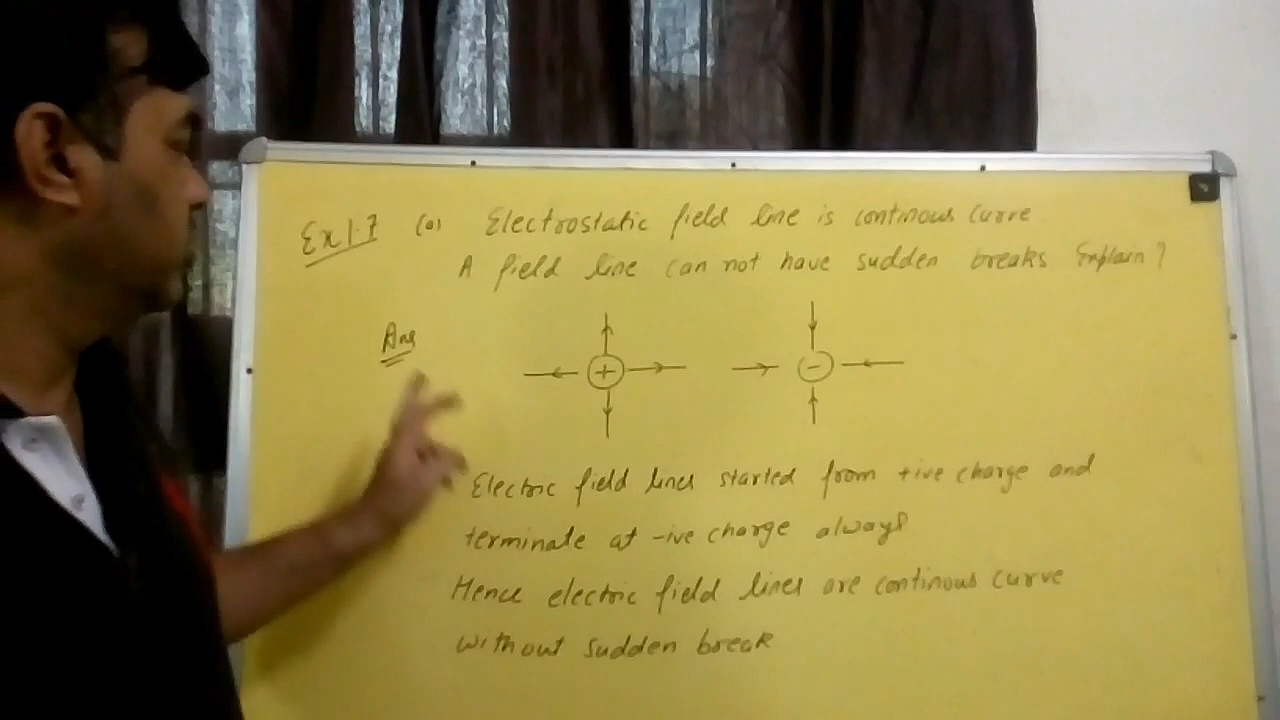 Ex 1.7 (a) Electrostatic field line is continous curve
A field line can not have sudden breaks Explain?
Ans
+ -
Electric field lines started from +ive charge and
terminate at -ive charge always
Hence electric field lines are continous curve
without sudden break